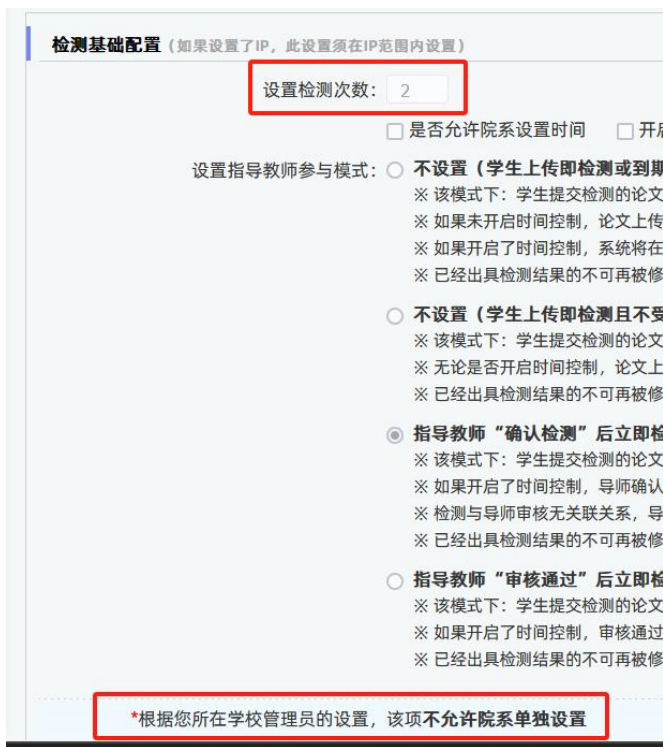 检测基础配置（如果设置了IP，此设置须在IP范围内设置）
设置检测次数： 2
是否允许院系设置时间 开
设置指导教师参与模式： 不设置（学生上传即检测或到期
※ 该模式下：学生提交检测的论文
※ 如果未开启时间控制，论文上传
※ 如果开启了时间控制，系统将在
※ 已经出具检测结果的不可再被修
不设置（学生上传即检测且不受
※ 该模式下：学生提交检测的论文
※ 无论是否开启时间控制，论文上
※ 已经出具检测结果的不可再被修
指导教师“确认检测”后立即检
※ 该模式下：学生提交检测的论文
※ 如果开启了时间控制，导师确认
※ 检测与导师审核无关联关系，导
※ 已经出具检测结果的不可再被修
指导教师“审核通过”后立即检
※ 该模式下：学生提交检测的论文
※ 如果开启了时间控制，审核通过
※ 已经出具检测结果的不可再被修
*根据您所在学校管理员的设置，该项不允许院系单独设置